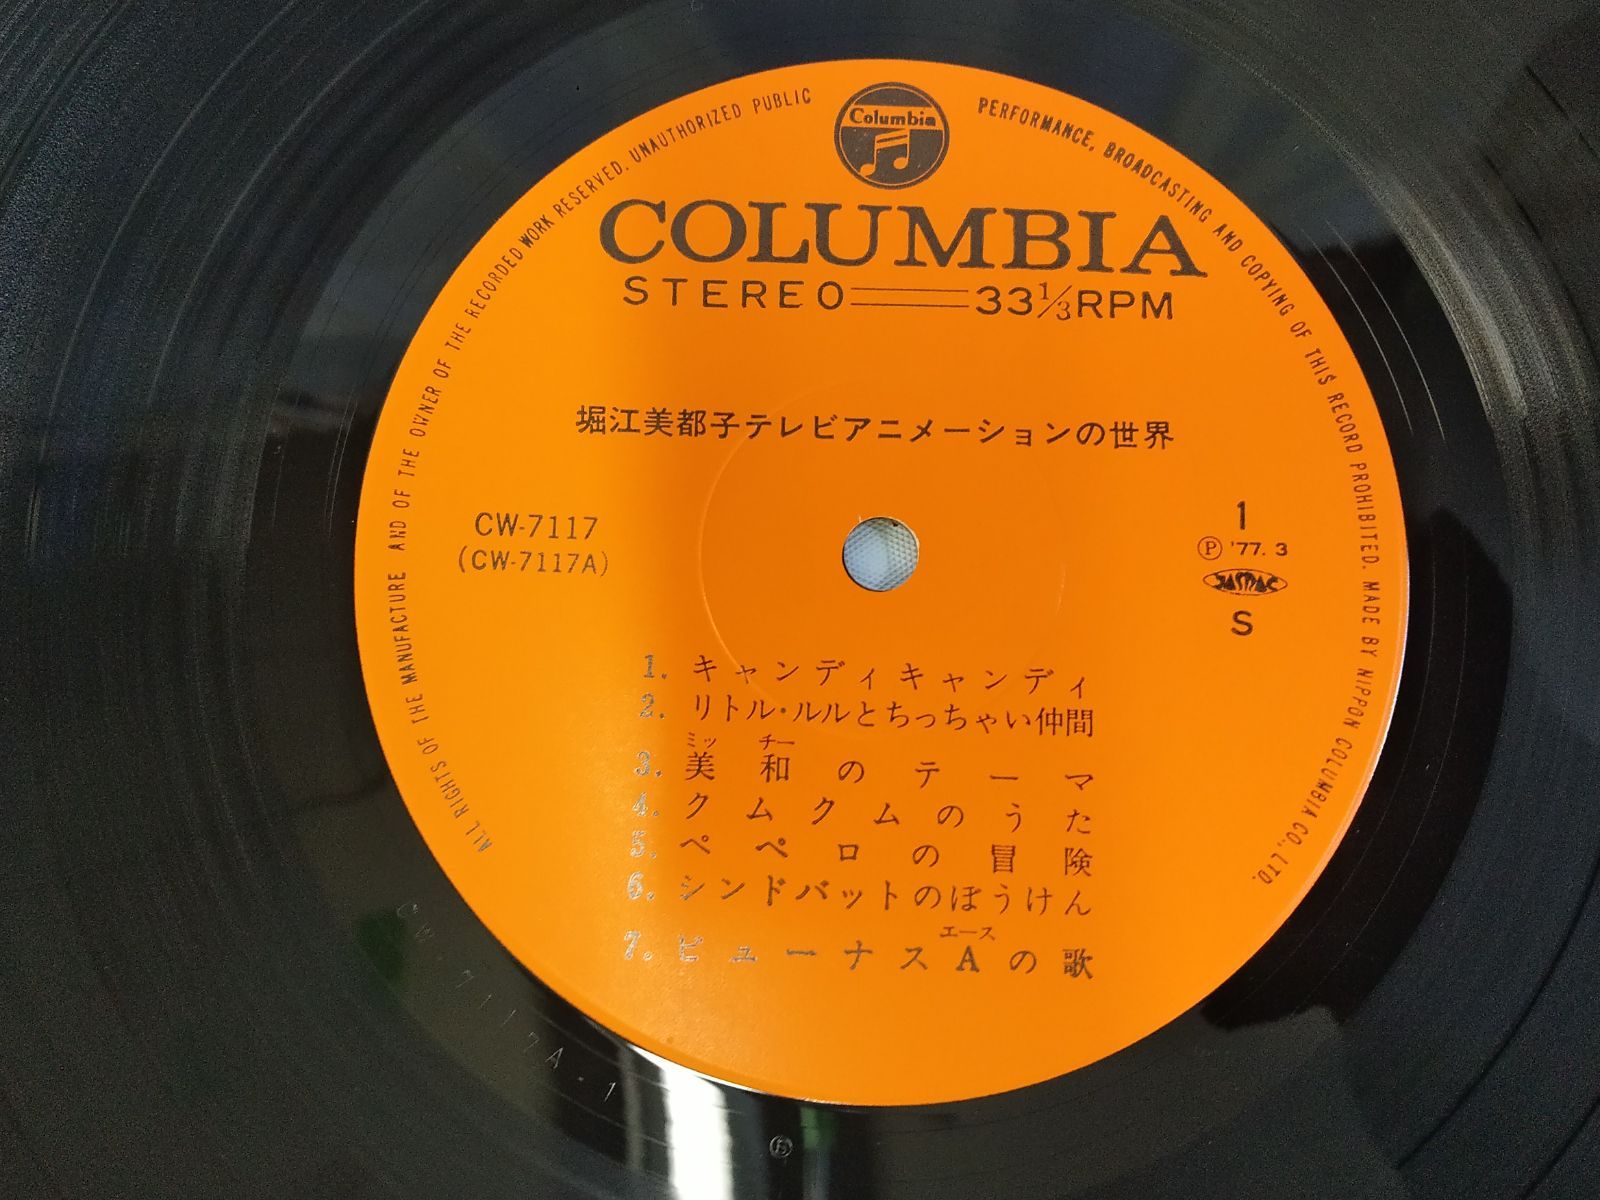 ALL RIGHTS OF THE MANUFACTURE AND OF THE OWNER OF THE RECORDED WORK RESERVED. UNAUTHORIZED PUBLIC PERFORMANCE, BROADCASTING AND COPYING OF THIS RECORD PROHIBITED. MADE BY NIPPON COLUMBIA CO., LTD.
Columbia
COLUMBIA
STEREO 33 1/3 RPM
堀江美都子テレビアニメーションの世界
CW-7117
(CW-7117A)
1
Ⓟ '77. 3
JASRAC
S
1. キャンディキャンディ
2. リトル・ルルとちっちゃい仲間
ミッ チー
3. 美和のテーマ
4. クムクムのうた
5. ペペロの冒険
6. シンドバットのぼうけん
エース
7. ビューナスAの歌
CW-7117A-1